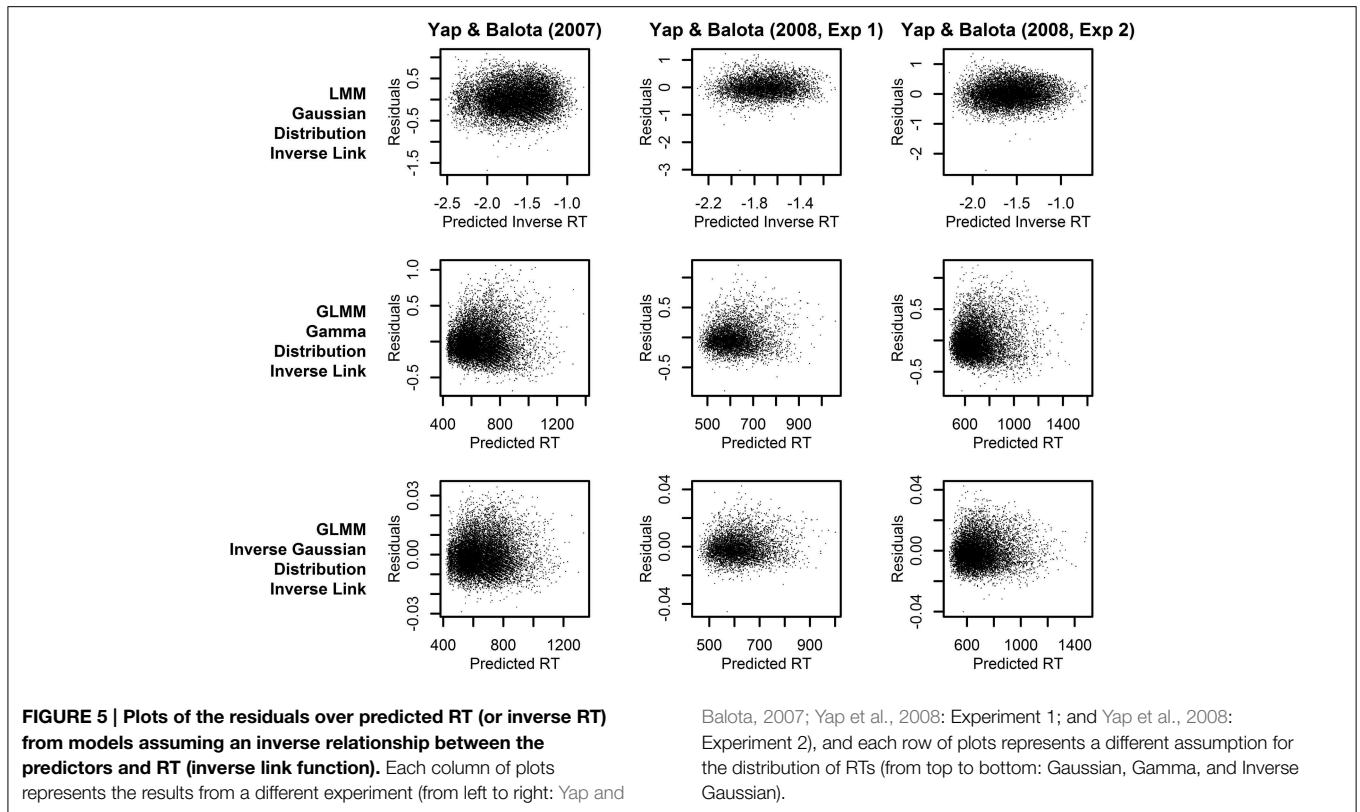 Yap & Balota (2007)
Yap & Balota (2008, Exp 1)
Yap & Balota (2008, Exp 2)
LMM
Gaussian
Distribution
Inverse Link
Residuals
0.5
-0.5
-1.5
-2.5 -2.0 -1.5 -1.0
Predicted Inverse RT
Residuals
1
0
-1
-2
-3
-2.2 -1.8 -1.4
Predicted Inverse RT
Residuals
1
0
-1
-2
-2.0 -1.5 -1.0
Predicted Inverse RT
GLMM
Gamma
Distribution
Inverse Link
Residuals
1.0
0.5
-0.5
400 800 1200
Predicted RT
Residuals
0.5
-0.5
500 700 900
Predicted RT
Residuals
0.5
-0.5
600 1000 1400
Predicted RT
GLMM
Inverse Gaussian
Distribution
Inverse Link
Residuals
0.03
0.00
-0.03
400 800 1200
Predicted RT
Residuals
0.04
0.00
-0.04
500 700 900
Predicted RT
Residuals
0.04
0.00
-0.04
600 1000 1400
Predicted RT
FIGURE 5 | Plots of the residuals over predicted RT (or inverse RT)
from models assuming an inverse relationship between the
predictors and RT (inverse link function). Each column of plots
represents the results from a different experiment (from left to right: Yap and
Balota, 2007; Yap et al., 2008: Experiment 1; and Yap et al., 2008:
Experiment 2), and each row of plots represents a different assumption for
the distribution of RTs (from top to bottom: Gaussian, Gamma, and Inverse
Gaussian).